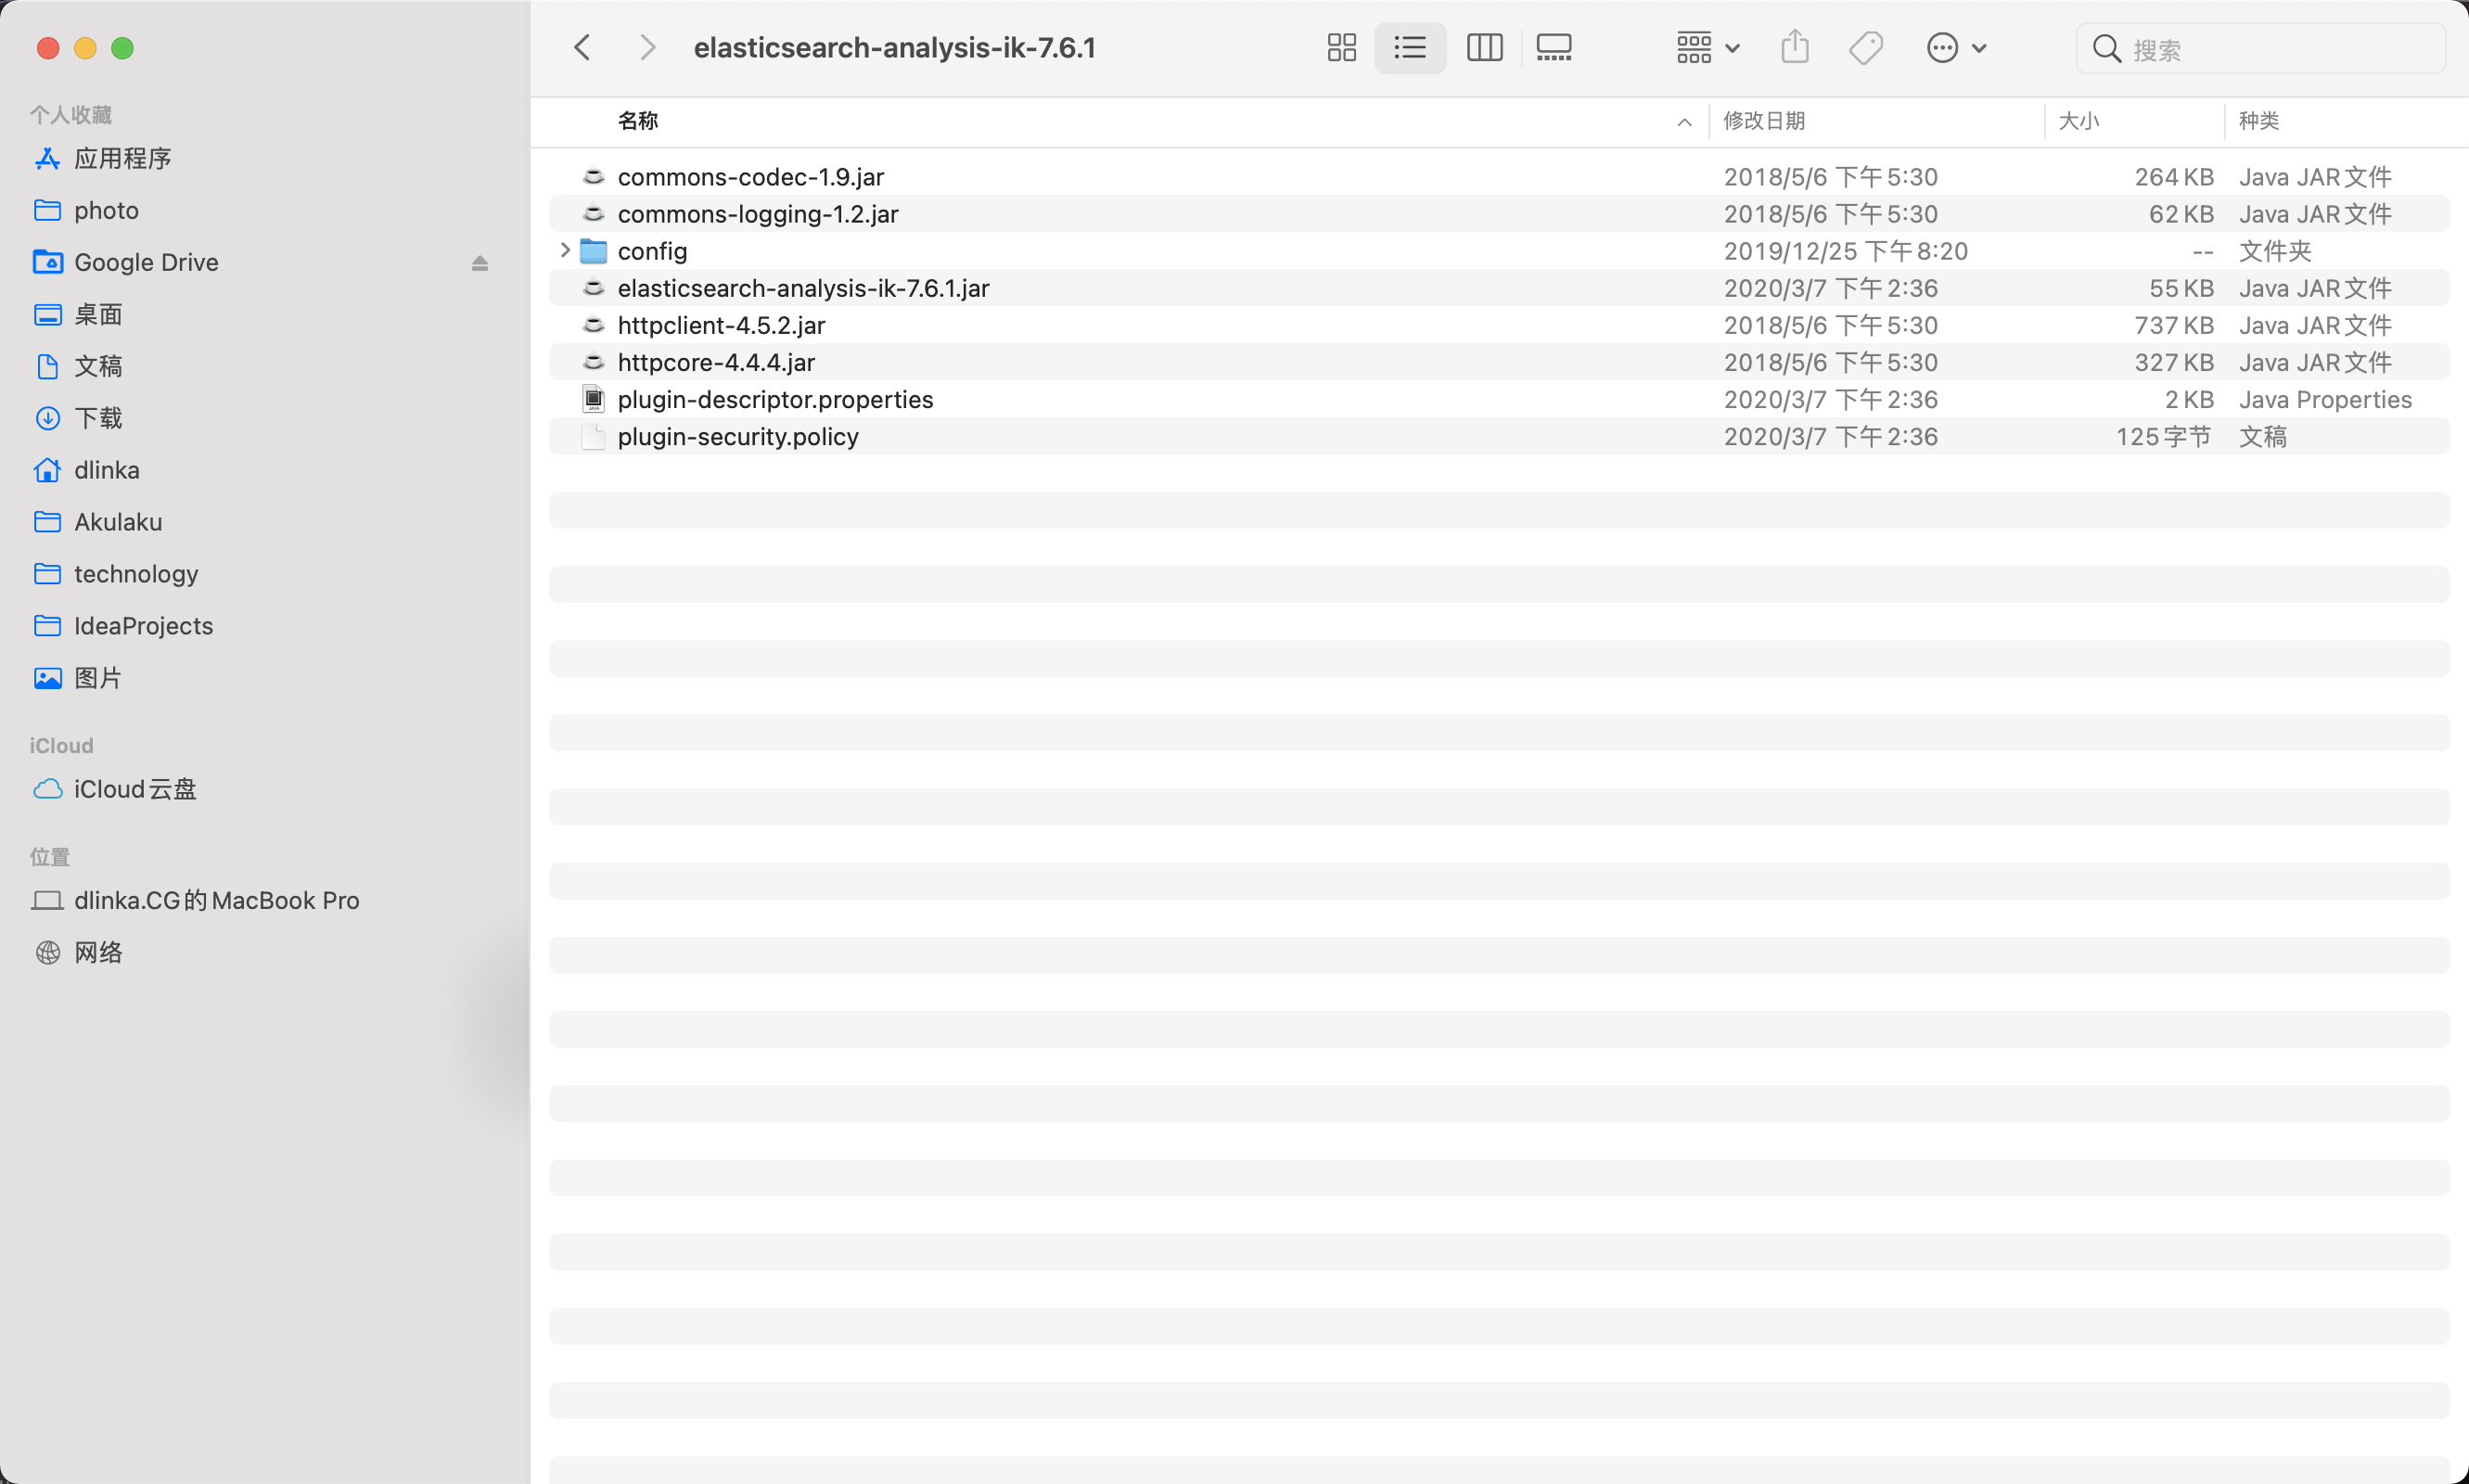 elasticsearch-analysis-ik-7.6.1
搜索
个人收藏
应用程序
photo
Google Drive
桌面
文稿
下载
dlinka
Akulaku
technology
IdeaProjects
图片
iCloud
iCloud云盘
位置
dlinka.CG的MacBook Pro
网络
名称 修改日期 大小 种类
commons-codec-1.9.jar 2018/5/6 下午5:30 264 KB Java JAR文件
commons-logging-1.2.jar 2018/5/6 下午5:30 62 KB Java JAR文件
config 2019/12/25 下午8:20 -- 文件夹
elasticsearch-analysis-ik-7.6.1.jar 2020/3/7 下午2:36 55 KB Java JAR文件
httpclient-4.5.2.jar 2018/5/6 下午5:30 737 KB Java JAR文件
httpcore-4.4.4.jar 2018/5/6 下午5:30 327 KB Java JAR文件
plugin-descriptor.properties 2020/3/7 下午2:36 2 KB Java Properties
plugin-security.policy 2020/3/7 下午2:36 125字节 文稿